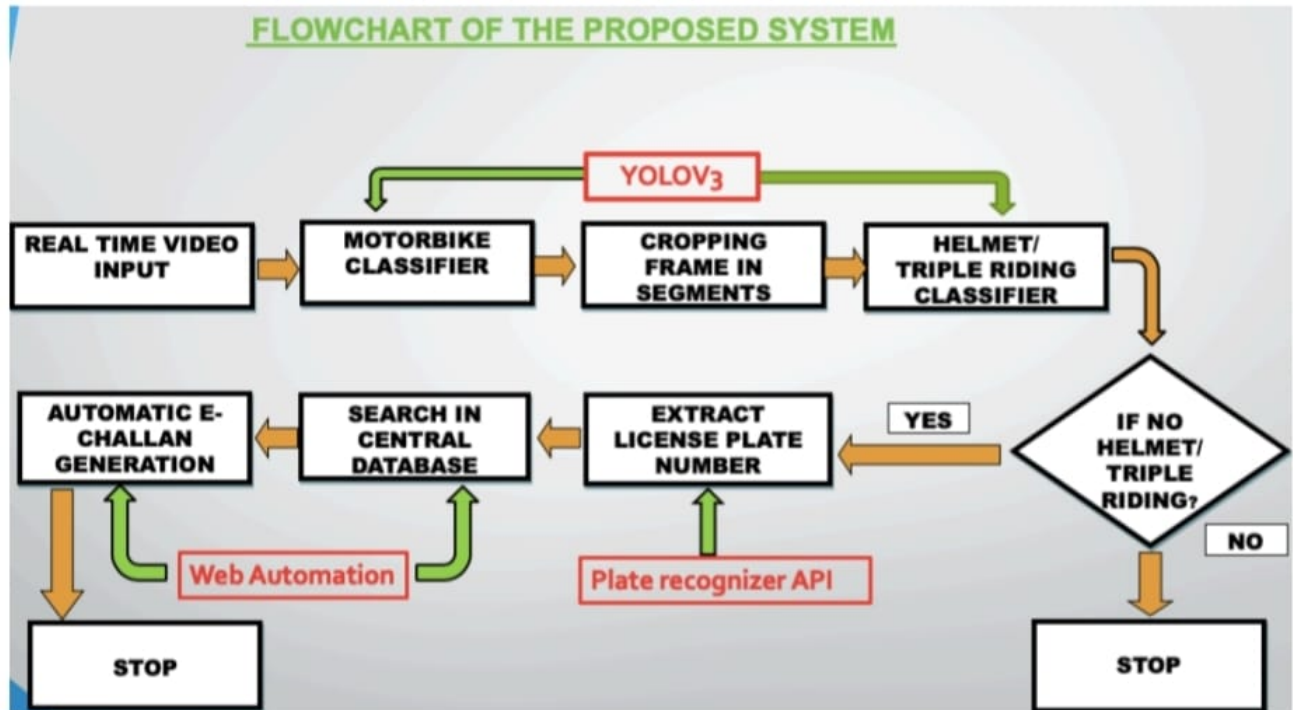 FLOWCHART OF THE PROPOSED SYSTEM
YOLOV3
REAL TIME VIDEO
INPUT
MOTORBIKE
CLASSIFIER
CROPPING
FRAME IN
SEGMENTS
HELMET/
TRIPLE RIDING
CLASSIFIER
IF NO
HELMET/
TRIPLE
RIDING?
YES
EXTRACT
LICENSE PLATE
NUMBER
SEARCH IN
CENTRAL
DATABASE
AUTOMATIC E-
CHALLAN
GENERATION
NO
Web Automation
Plate recognizer API
STOP
STOP